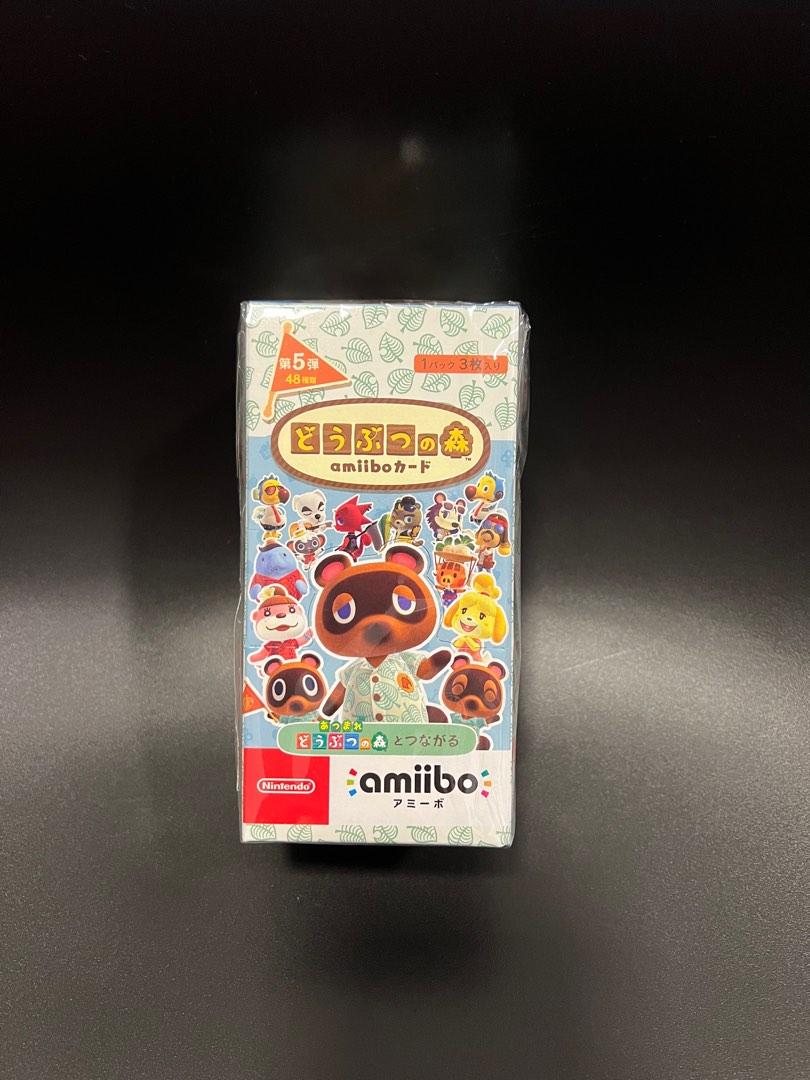 第5弾
48種類
1パック 3枚入り
どうぶつの森™
amiiboカード
あつまれ
どうぶつの森とつながる
Nintendo
amiibo
アミーボ